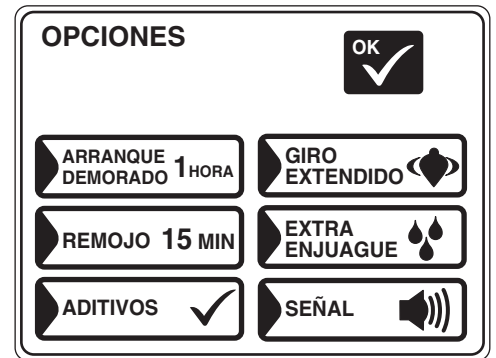 OPCIONES
OK
ARRANQUE
DEMORADO 1 HORA
GIRO
EXTENDIDO
REMOJO 15 MIN
EXTRA
ENJUAGUE
ADITIVOS
SEÑAL